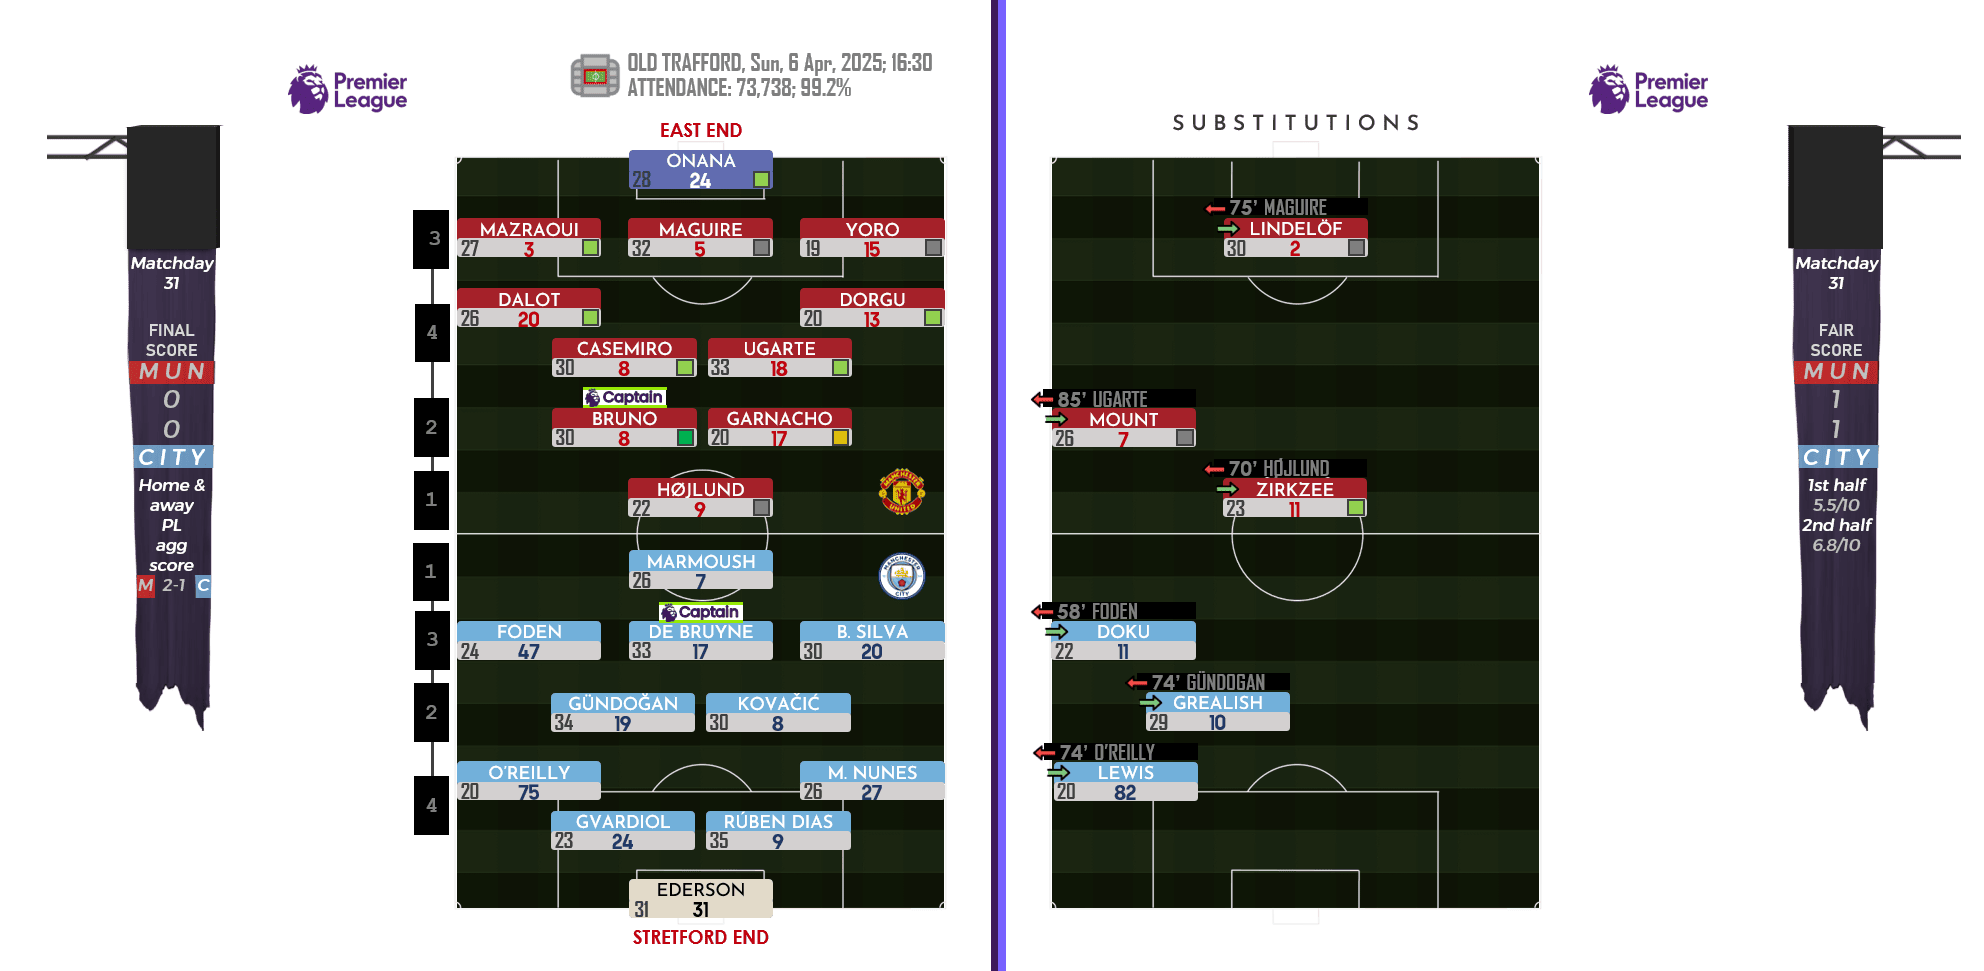 Premier
League
OLD TRAFFORD, Sun, 6 Apr, 2025; 16:30
ATTENDANCE: 73,738; 99.2%
EAST END
Matchday
31
FINAL
SCORE
MUN
0
0
CITY
Home &
away
PL
agg
score
M 2-1 C
3
4
2
1
1
3
2
4
ONANA
28 24
MAZRAOUI
27 3
MAGUIRE
32 5
YORO
19 15
DALOT
26 20
DORGU
20 13
CASEMIRO
30 8
UGARTE
33 18
Captain
BRUNO
30 8
GARNACHO
20 17
HØJLUND
22 9
MANCHESTER
UNITED
MARMOUSH
26 7
MANCHESTER
CITY
Captain
FODEN
24 47
DE BRUYNE
33 17
B. SILVA
30 20
GÜNDOĞAN
34 19
KOVAČIĆ
30 8
O'REILLY
20 75
M. NUNES
26 27
GVARDIOL
23 24
RÚBEN DIAS
35 9
EDERSON
31 31
STRETFORD END
Premier
League
SUBSTITUTIONS
75' MAGUIRE
LINDELÖF
30 2
85' UGARTE
MOUNT
26 7
70' HØJLUND
ZIRKZEE
23 11
58' FODEN
DOKU
22 11
74' GÜNDOGAN
GREALISH
29 10
74' O'REILLY
LEWIS
20 82
Matchday
31
FAIR
SCORE
MUN
1
1
CITY
1st half
5.5/10
2nd half
6.8/10